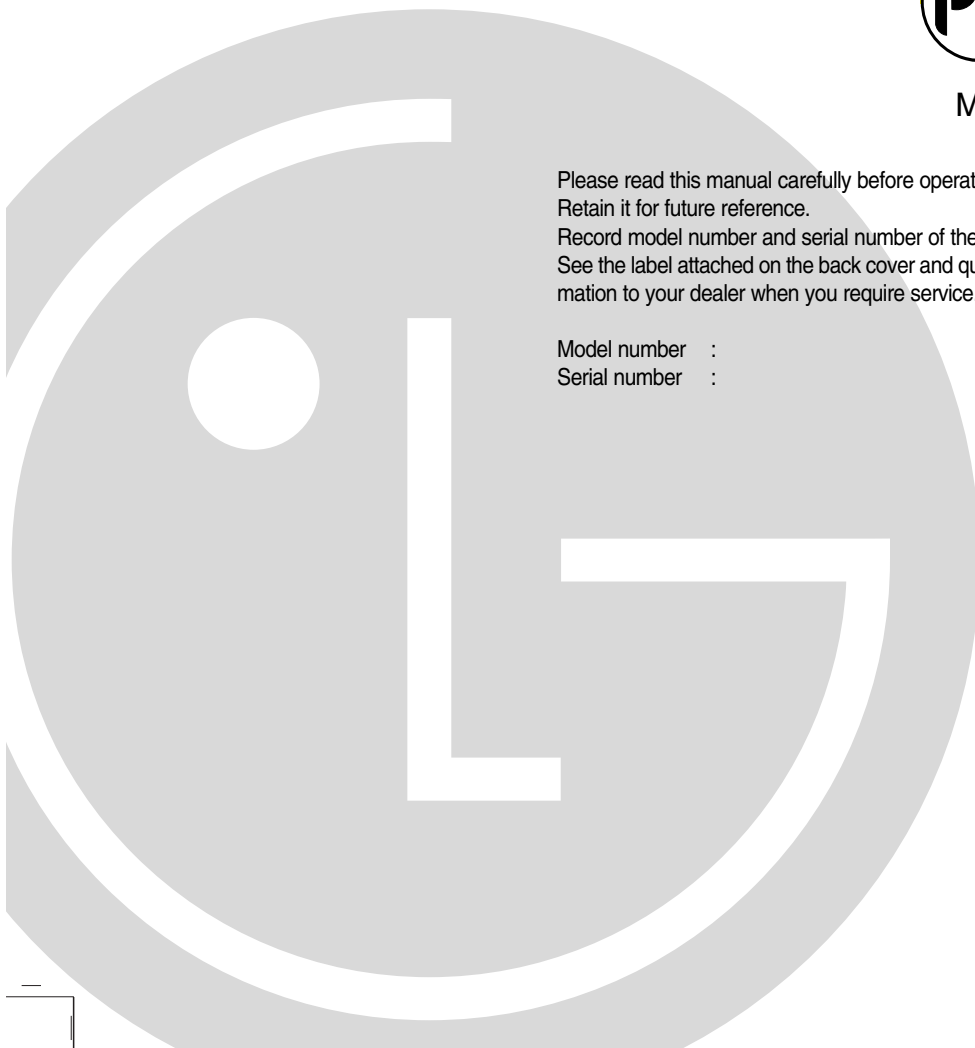 Please read this manual carefully before operat
Retain it for future reference.
Record model number and serial number of the
See the label attached on the back cover and qu
mation to your dealer when you require service
Model number :
Serial number :